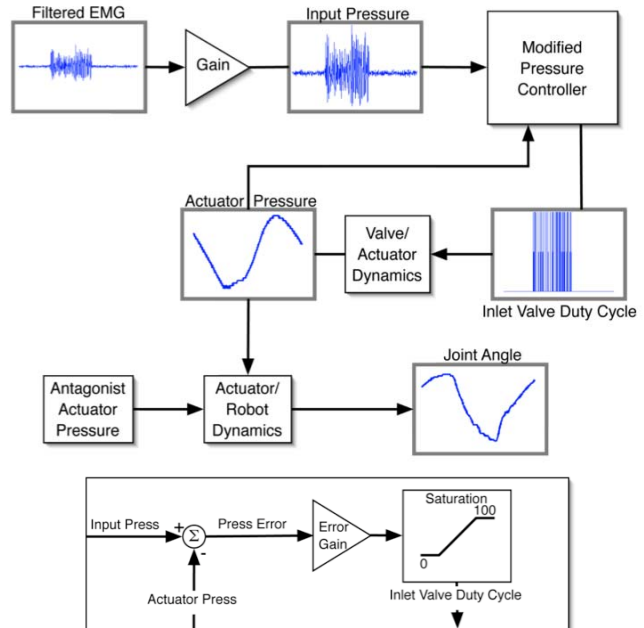 Filtered EMG
Input Pressure
Gain
Modified
Pressure
Controller
Actuator Pressure
Valve/
Actuator
Dynamics
Inlet Valve Duty Cycle
Joint Angle
Antagonist
Actuator
Pressure
Actuator/
Robot
Dynamics
Input Press
+
Σ
-
Press Error
Error
Gain
Saturation
100
0
Actuator Press
Inlet Valve Duty Cycle